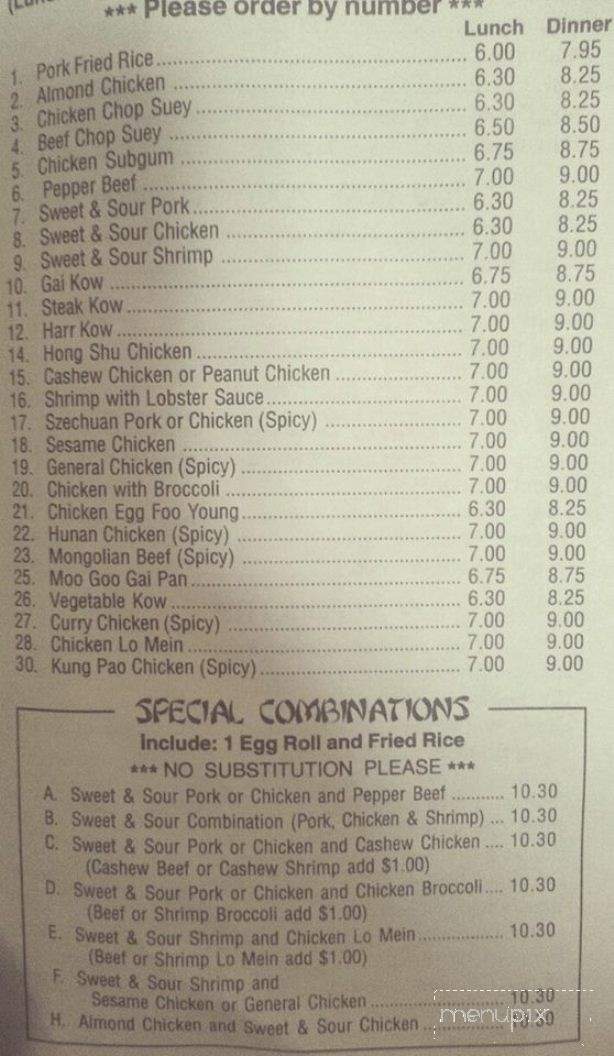 *** Please order by number ***
Lunch Dinner
1. Pork Fried Rice 6.00 7.95
2. Almond Chicken 6.30 8.25
3. Chicken Chop Suey 6.30 8.25
4. Beef Chop Suey 6.50 8.50
5. Chicken Subgum 6.75 8.75
6. Pepper Beef 7.00 9.00
7. Sweet & Sour Pork 6.30 8.25
8. Sweet & Sour Chicken 6.30 8.25
9. Sweet & Sour Shrimp 7.00 9.00
10. Gai Kow 6.75 8.75
11. Steak Kow 7.00 9.00
12. Harr Kow 7.00 9.00
14. Hong Shu Chicken 7.00 9.00
15. Cashew Chicken or Peanut Chicken 7.00 9.00
16. Shrimp with Lobster Sauce 7.00 9.00
17. Szechuan Pork or Chicken (Spicy) 7.00 9.00
18. Sesame Chicken 7.00 9.00
19. General Chicken (Spicy) 7.00 9.00
20. Chicken with Broccoli 7.00 9.00
21. Chicken Egg Foo Young 6.30 8.25
22. Hunan Chicken (Spicy) 7.00 9.00
23. Mongolian Beef (Spicy) 7.00 9.00
25. Moo Goo Gai Pan 6.75 8.75
26. Vegetable Kow 6.30 8.25
27. Curry Chicken (Spicy) 7.00 9.00
28. Chicken Lo Mein 7.00 9.00
30. Kung Pao Chicken (Spicy) 7.00 9.00
SPECIAL COMBINATIONS
Include: 1 Egg Roll and Fried Rice
*** NO SUBSTITUTION PLEASE ***
A. Sweet & Sour Pork or Chicken and Pepper Beef 10.30
B. Sweet & Sour Combination (Pork, Chicken & Shrimp) 10.30
C. Sweet & Sour Pork or Chicken and Cashew Chicken 10.30
(Cashew Beef or Cashew Shrimp add $1.00)
D. Sweet & Sour Pork or Chicken and Chicken Broccoli 10.30
(Beef or Shrimp Broccoli add $1.00)
E. Sweet & Sour Shrimp and Chicken Lo Mein 10.30
(Beef or Shrimp Lo Mein add $1.00)
F. Sweet & Sour Shrimp and
Sesame Chicken or General Chicken 10.30
H. Almond Chicken and Sweet & Sour Chicken
menupix